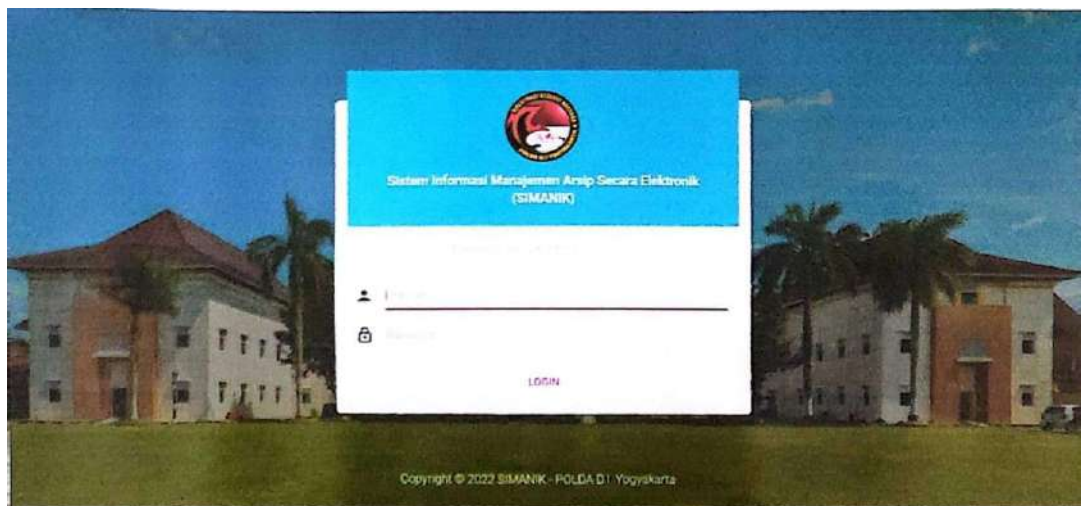 Sistem Informasi Manajemen Arsip Secara Elektronik
(SIMANIK)
LOGIN
Copyright © 2022 SIMANIK - POLDA D.I. Yogyakarta